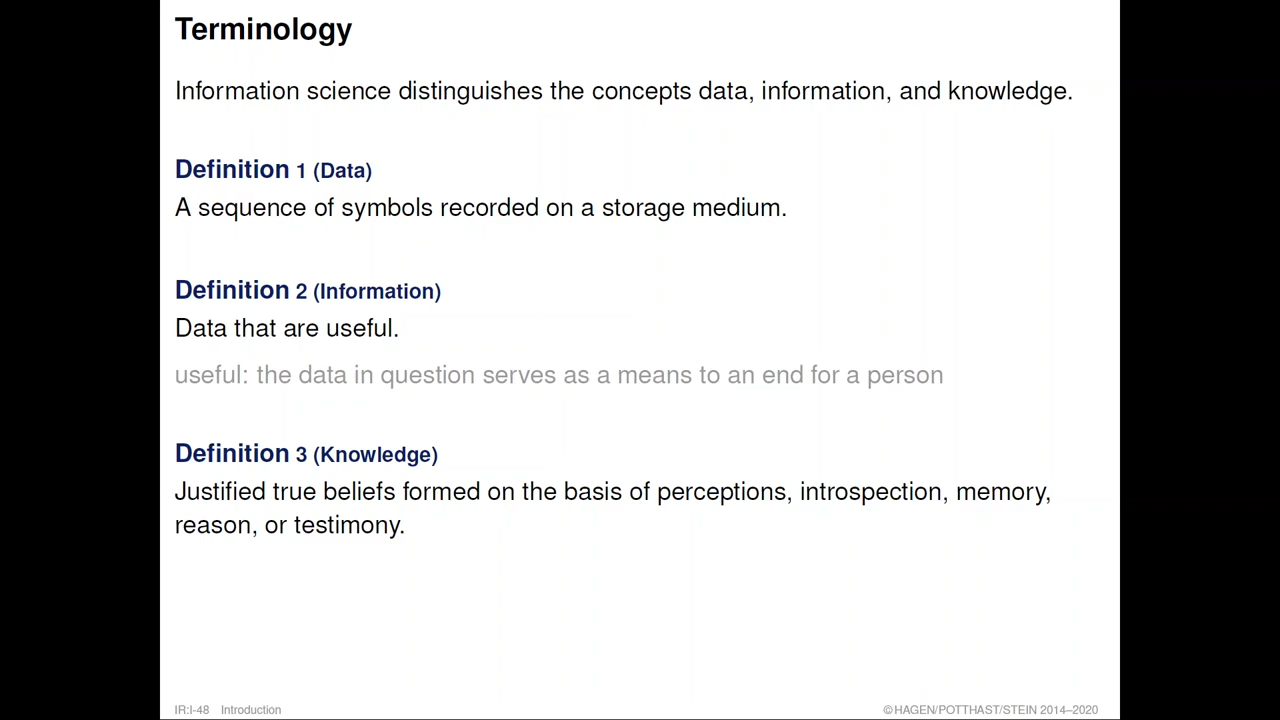 Terminology
Information science distinguishes the concepts data, information, and knowledge.
Definition 1 (Data)
A sequence of symbols recorded on a storage medium.
Definition 2 (Information)
Data that are useful.
useful: the data in question serves as a means to an end for a person
Definition 3 (Knowledge)
Justified true beliefs formed on the basis of perceptions, introspection, memory,
reason, or testimony.
IR:I-48 Introduction
©HAGEN/POTTHAST/STEIN 2014–2020